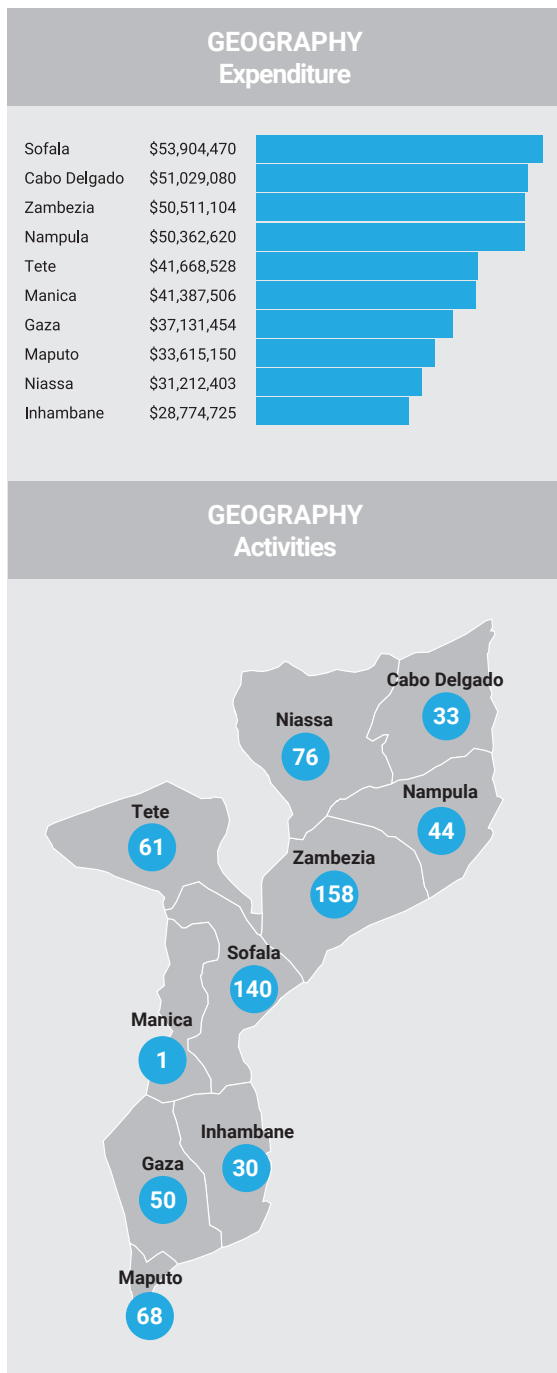 GEOGRAPHY
Expenditure
Sofala $53,904,470
Cabo Delgado $51,029,080
Zambezia $50,511,104
Nampula $50,362,620
Tete $41,668,528
Manica $41,387,506
Gaza $37,131,454
Maputo $33,615,150
Niassa $31,212,403
Inhambane $28,774,725
GEOGRAPHY
Activities
Cabo Delgado
33
Niassa
76
Nampula
44
Tete
61
Zambezia
158
Sofala
140
Manica
1
Inhambane
30
Gaza
50
Maputo
68